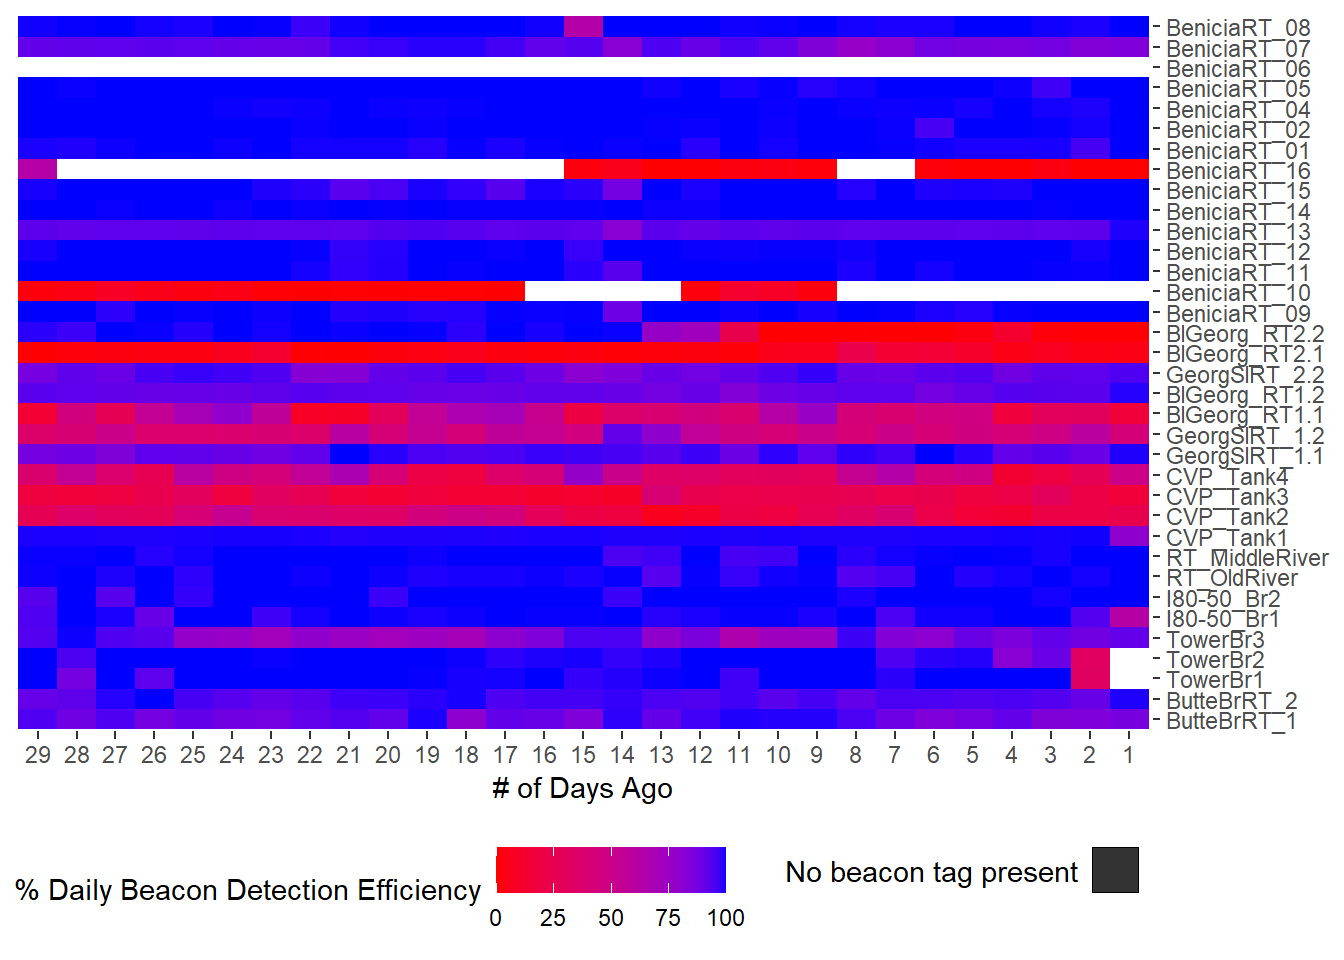 BeniciaRT_08
BeniciaRT_07
BeniciaRT_06
BeniciaRT_05
BeniciaRT_04
BeniciaRT_02
BeniciaRT_01
BeniciaRT_16
BeniciaRT_15
BeniciaRT_14
BeniciaRT_13
BeniciaRT_12
BeniciaRT_11
BeniciaRT_10
BeniciaRT_09
BlGeorg_RT2.2
BlGeorg_RT2.1
GeorgSlRT_2.2
BlGeorg_RT1.2
BlGeorg_RT1.1
GeorgSlRT_1.2
GeorgSlRT_1.1
CVP_Tank4
CVP_Tank3
CVP_Tank2
CVP_Tank1
RT_MiddleRiver
RT_OldRiver
I80-50_Br2
I80-50_Br1
TowerBr3
TowerBr2
TowerBr1
ButteBrRT_2
ButteBrRT_1
29 28 27 26 25 24 23 22 21 20 19 18 17 16 15 14 13 12 11 10 9 8 7 6 5 4 3 2 1
# of Days Ago
% Daily Beacon Detection Efficiency
0 25 50 75 100
No beacon tag present